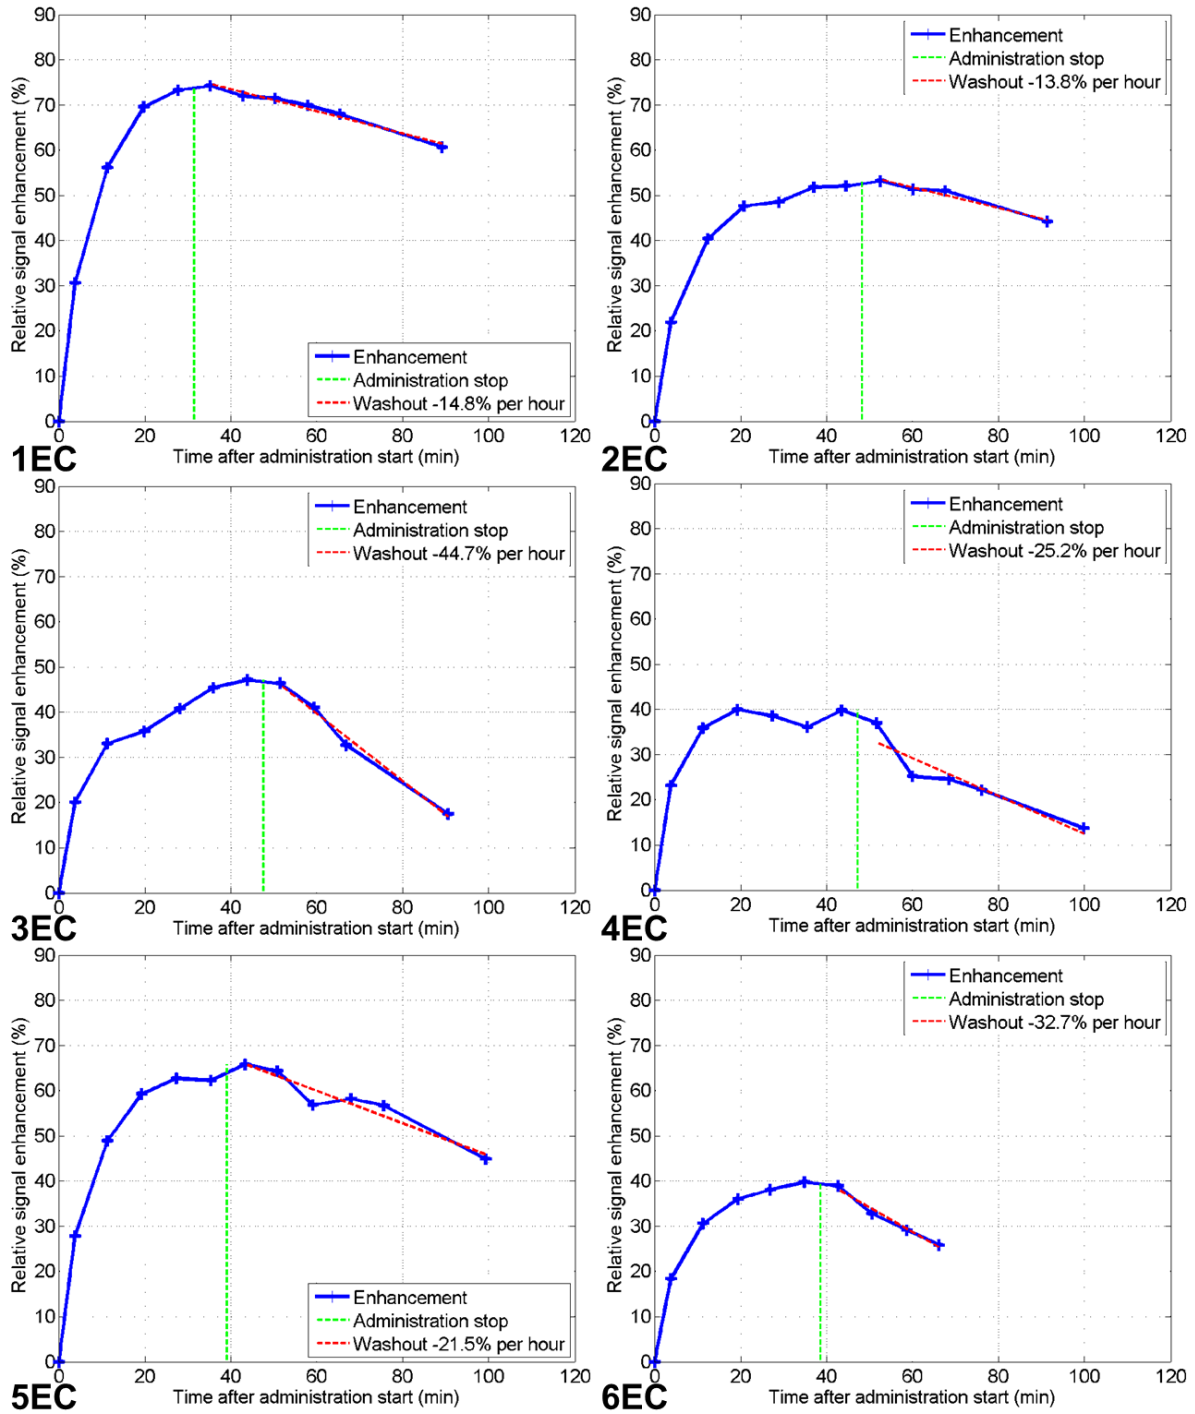 90
80
70
60
50
40
30
20
10
0
Relative signal enhancement (%)
Enhancement
Administration stop
Washout -14.8% per hour
0 20 40 60 80 100 120
Time after administration start (min)
1EC
90
80
70
60
50
40
30
20
10
0
Relative signal enhancement (%)
Enhancement
Administration stop
Washout -13.8% per hour
0 20 40 60 80 100 120
Time after administration start (min)
2EC
90
80
70
60
50
40
30
20
10
0
Relative signal enhancement (%)
Enhancement
Administration stop
Washout -44.7% per hour
0 20 40 60 80 100 120
Time after administration start (min)
3EC
90
80
70
60
50
40
30
20
10
0
Relative signal enhancement (%)
Enhancement
Administration stop
Washout -25.2% per hour
0 20 40 60 80 100 120
Time after administration start (min)
4EC
90
80
70
60
50
40
30
20
10
0
Relative signal enhancement (%)
Enhancement
Administration stop
Washout -21.5% per hour
0 20 40 60 80 100 120
Time after administration start (min)
5EC
90
80
70
60
50
40
30
20
10
0
Relative signal enhancement (%)
Enhancement
Administration stop
Washout -32.7% per hour
0 20 40 60 80 100 120
Time after administration start (min)
6EC